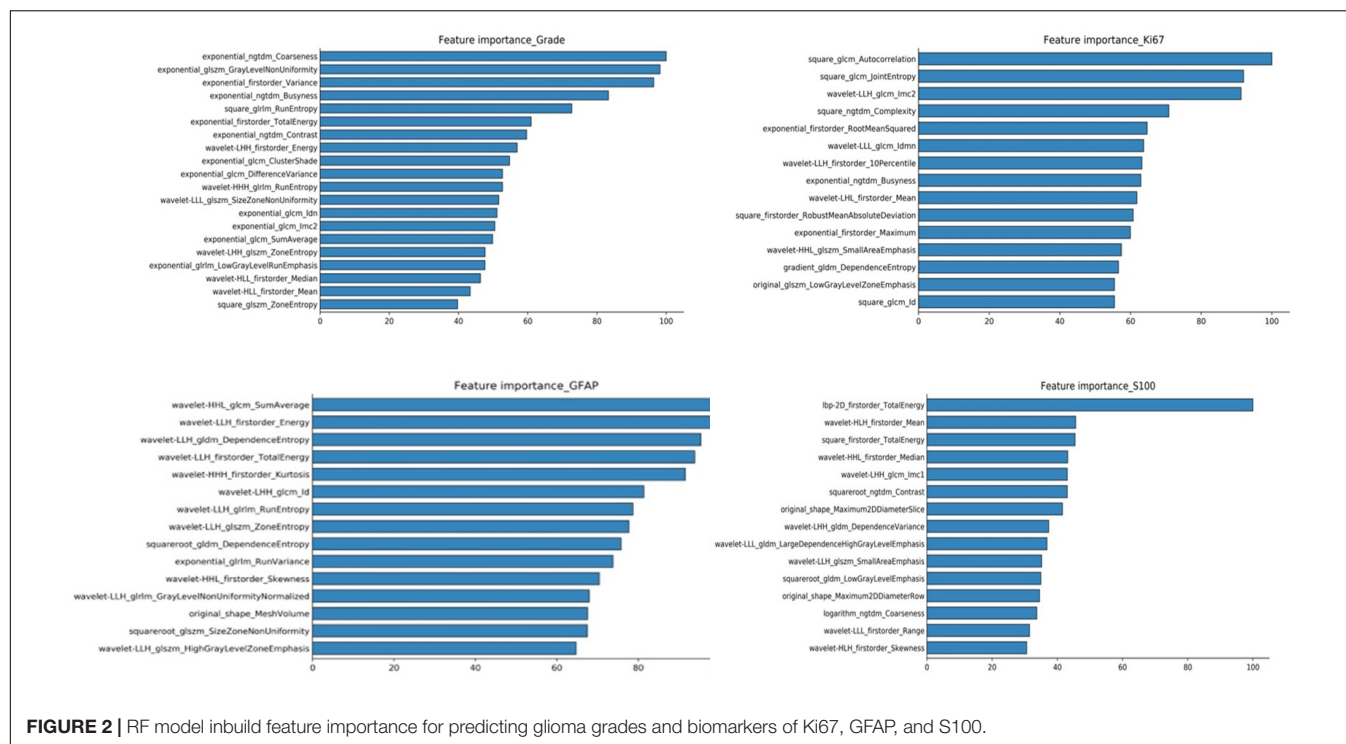 Feature importance_Grade
exponential_ngtdm_Coarseness
exponential_glszm_GrayLevelNonUniformity
exponential_firstorder_Variance
exponential_ngtdm_Busyness
square_glrlm_RunEntropy
exponential_firstorder_TotalEnergy
exponential_ngtdm_Contrast
wavelet-LHH_firstorder_Energy
exponential_glcm_ClusterShade
exponential_glcm_DifferenceVariance
wavelet-HHH_glrlm_RunEntropy
wavelet-LLL_glszm_SizeZoneNonUniformity
exponential_glcm_Idn
exponential_glcm_Imc2
exponential_glcm_SumAverage
wavelet-LHH_glszm_ZoneEntropy
exponential_glrlm_LowGrayLevelRunEmphasis
wavelet-HLL_firstorder_Median
wavelet-HLL_firstorder_Mean
square_glszm_ZoneEntropy
0 20 40 60 80 100
Feature importance_Ki67
square_glcm_Autocorrelation
square_glcm_JointEntropy
wavelet-LLH_glcm_Imc2
square_ngtdm_Complexity
exponential_firstorder_RootMeanSquared
wavelet-LLL_glcm_Idmn
wavelet-LLH_firstorder_10Percentile
exponential_ngtdm_Busyness
wavelet-LHL_firstorder_Mean
square_firstorder_RobustMeanAbsoluteDeviation
exponential_firstorder_Maximum
wavelet-HHL_glszm_SmallAreaEmphasis
gradient_gldm_DependenceEntropy
original_glszm_LowGrayLevelZoneEmphasis
square_glcm_Id
0 20 40 60 80 100
Feature importance_GFAP
wavelet-HHL_glcm_SumAverage
wavelet-LLH_firstorder_Energy
wavelet-LLH_gldm_DependenceEntropy
wavelet-LLH_firstorder_TotalEnergy
wavelet-HHH_firstorder_Kurtosis
wavelet-LHH_glcm_Id
wavelet-LLH_glrlm_RunEntropy
wavelet-LLH_glszm_ZoneEntropy
squareroot_gldm_DependenceEntropy
exponential_glrlm_RunVariance
wavelet-HHL_firstorder_Skewness
wavelet-LLH_glrlm_GrayLevelNonUniformityNormalized
original_shape_MeshVolume
squareroot_glszm_SizeZoneNonUniformity
wavelet-LLH_glszm_HighGrayLevelZoneEmphasis
0 20 40 60 80
Feature importance_S100
lbp-2D_firstorder_TotalEnergy
wavelet-HLH_firstorder_Mean
square_firstorder_TotalEnergy
wavelet-HHL_firstorder_Median
wavelet-LHH_glcm_Imc1
squareroot_ngtdm_Contrast
original_shape_Maximum2DDiameterSlice
wavelet-LHH_gldm_DependenceVariance
wavelet-LLL_gldm_LargeDependenceHighGrayLevelEmphasis
wavelet-LLH_glszm_SmallAreaEmphasis
squareroot_gldm_LowGrayLevelEmphasis
original_shape_Maximum2DDiameterRow
logarithm_ngtdm_Coarseness
wavelet-LLL_firstorder_Range
wavelet-HLH_firstorder_Skewness
0 20 40 60 80 100
FIGURE 2 | RF model inbuild feature importance for predicting glioma grades and biomarkers of Ki67, GFAP, and S100.